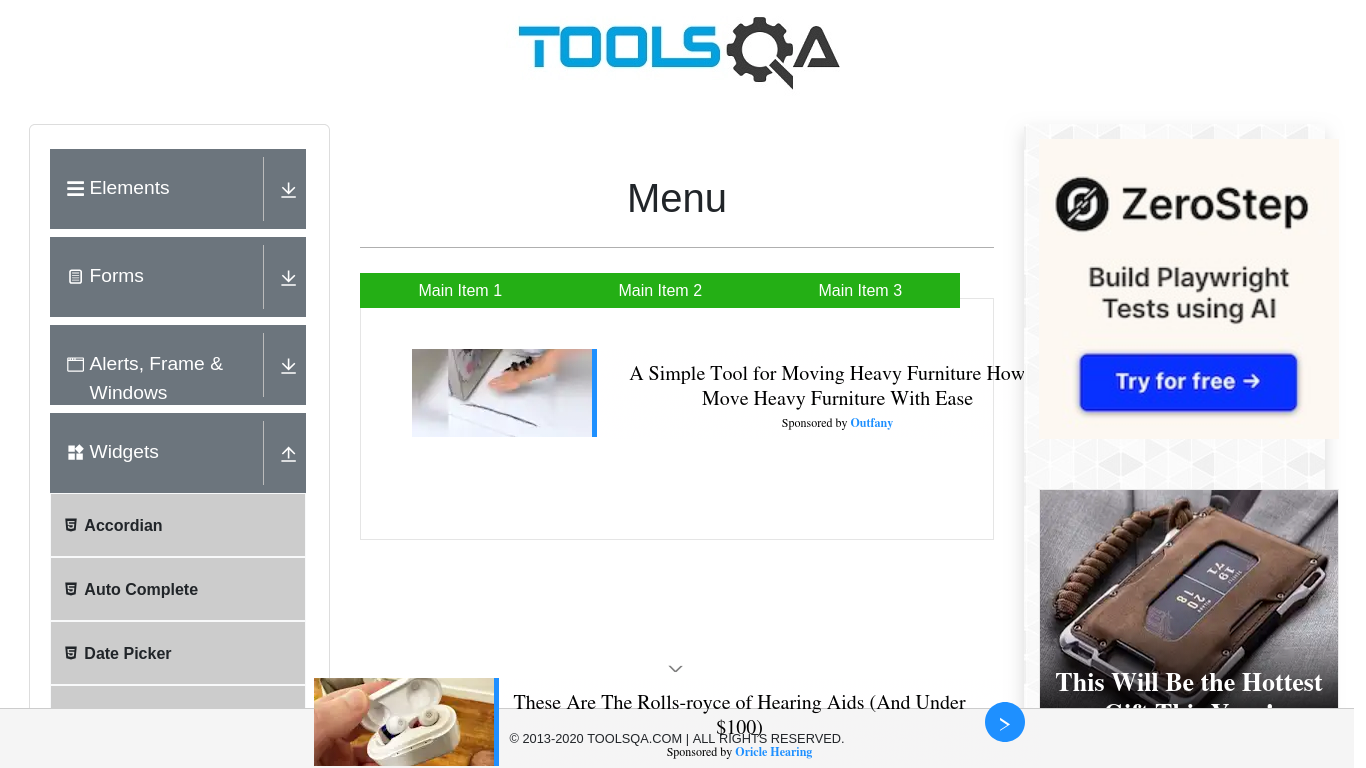 TOOLSQA
Elements
Forms
Alerts, Frame &
Windows
Widgets
Accordian
Auto Complete
Date Picker
Menu
Main Item 1
Main Item 2
Main Item 3
A Simple Tool for Moving Heavy Furniture How
Move Heavy Furniture With Ease
Sponsored by Outfany
ZeroStep
Build Playwright
Tests using AI
Try for free →
This Will Be the Hottest
These Are The Rolls-royce of Hearing Aids (And Under
$100)
Sponsored by Oricle Hearing
© 2013-2020 TOOLSQA.COM | ALL RIGHTS RESERVED.